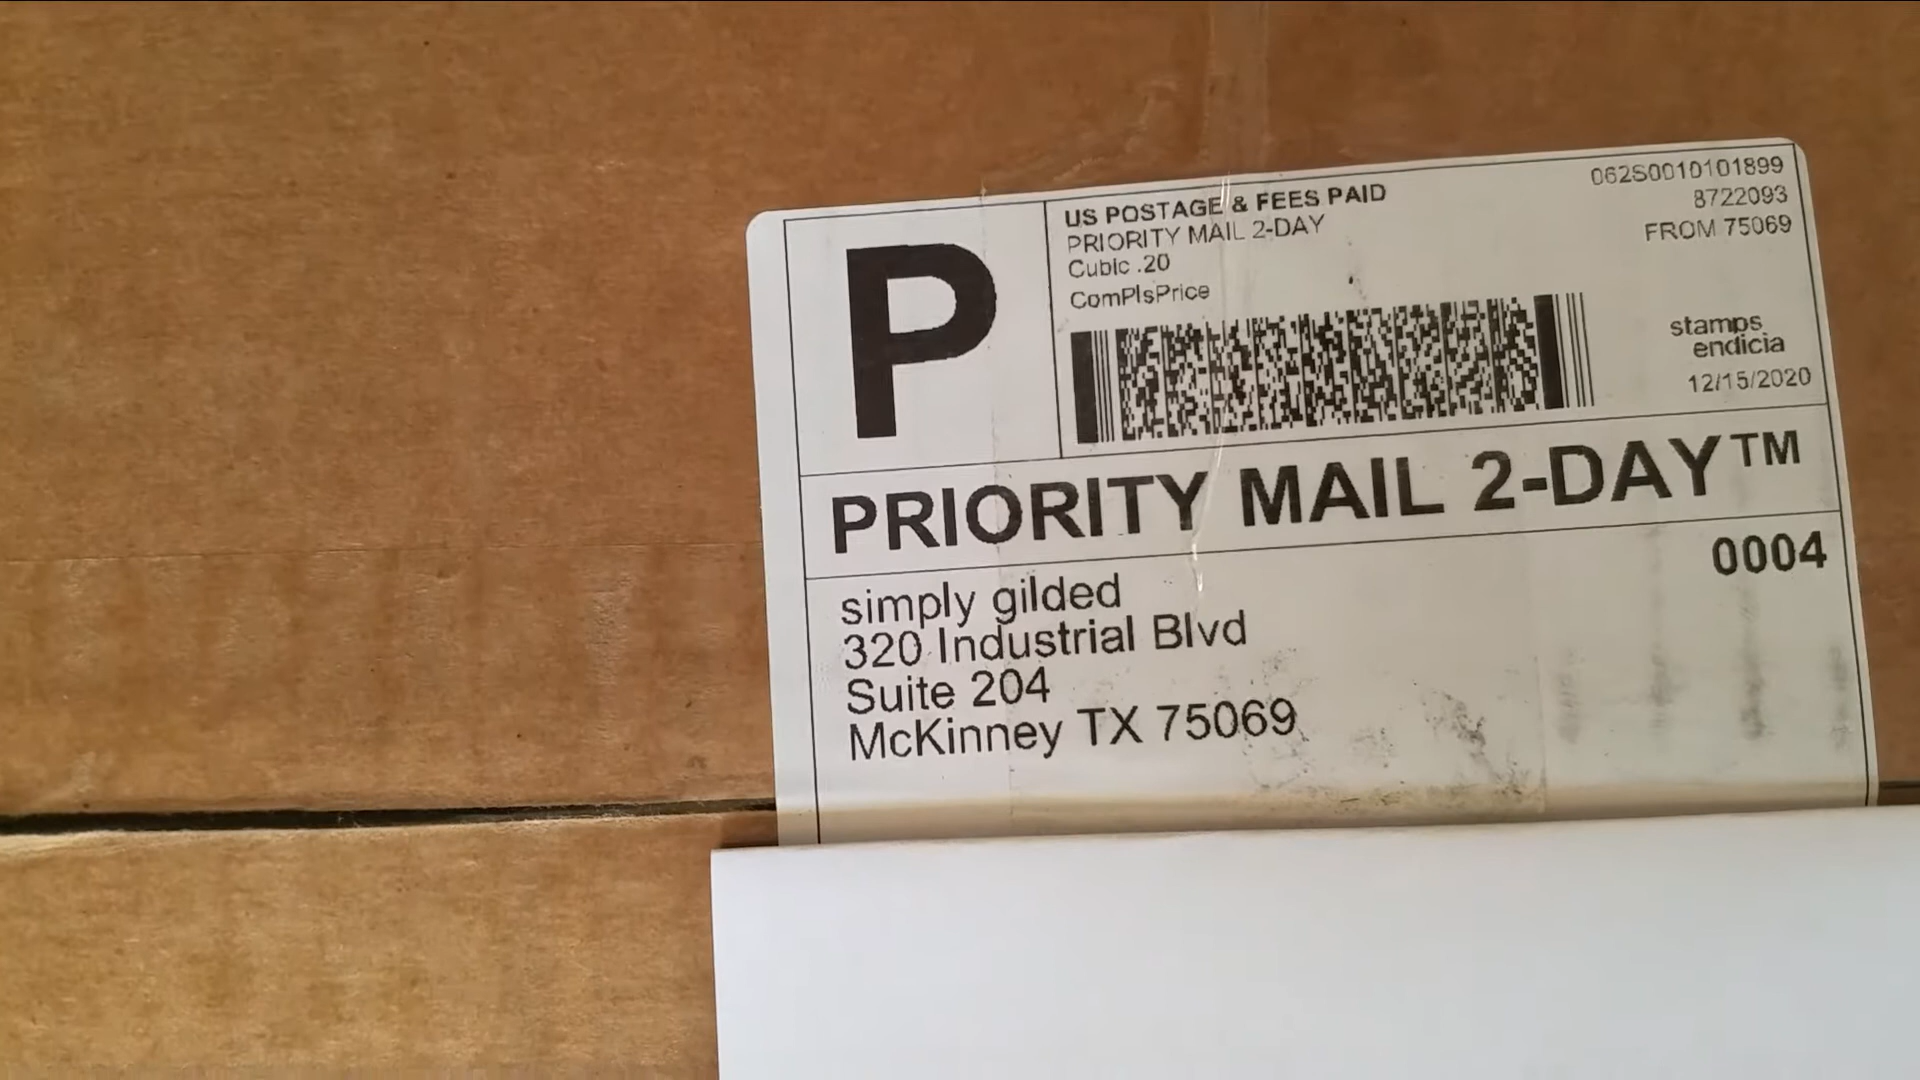 P
US POSTAGE & FEES PAID
PRIORITY MAIL 2-DAY
Cubic .20
ComPlsPrice
062S0010101899
8722093
FROM 75069
stamps
endicia
12/15/2020
PRIORITY MAIL 2-DAY™
0004
simply gilded
320 Industrial Blvd
Suite 204
McKinney TX 75069